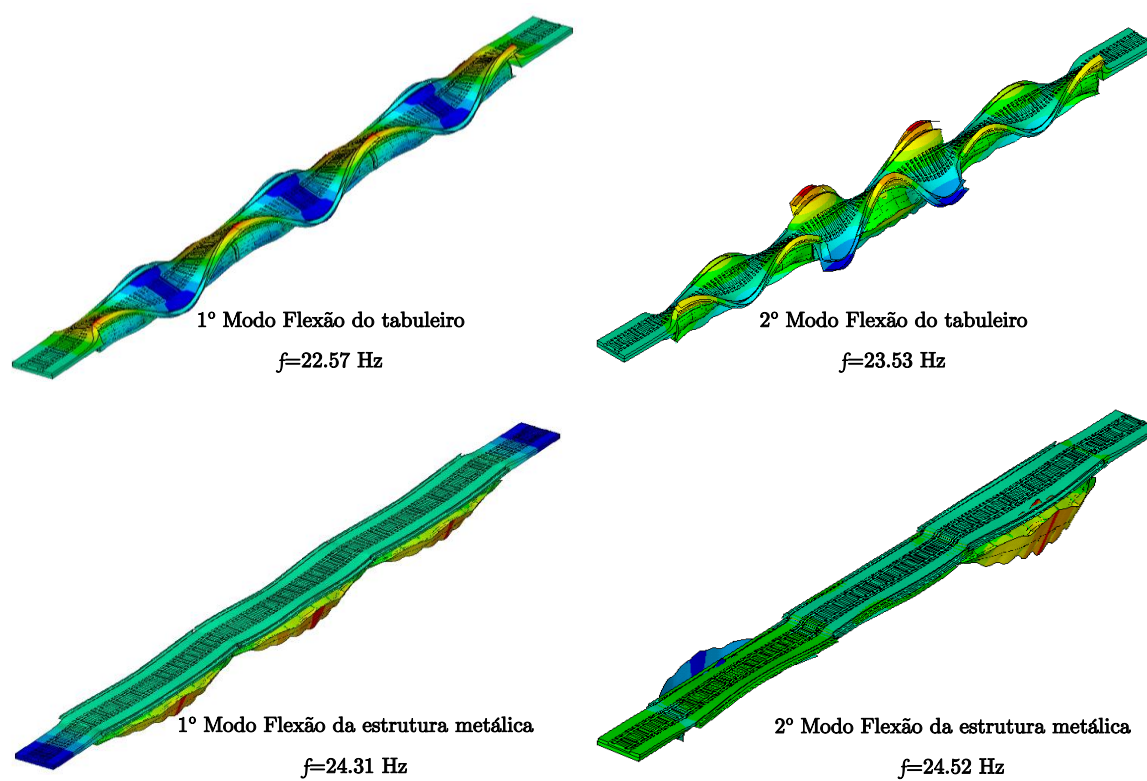 1º Modo Flexão do tabuleiro
f=22.57 Hz
2º Modo Flexão do tabuleiro
f=23.53 Hz
1º Modo Flexão da estrutura metálica
f=24.31 Hz
2º Modo Flexão da estrutura metálica
f=24.52 Hz